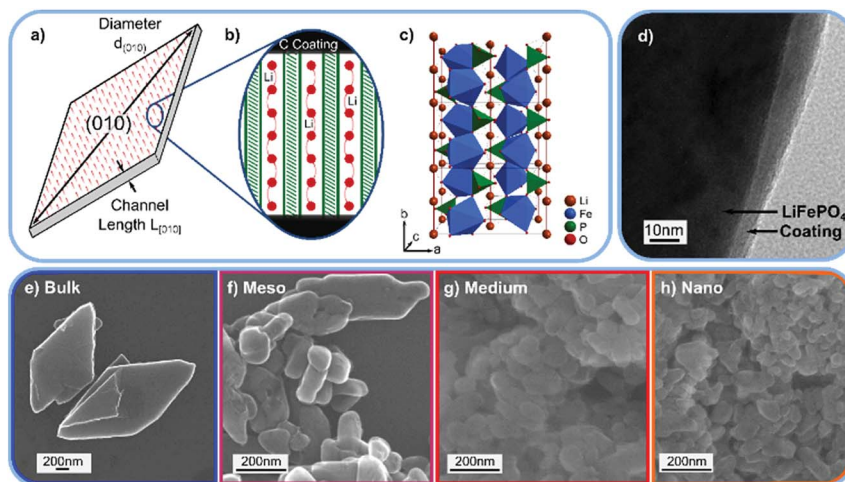 a)
Diameter
d(010)
(010)
Channel
Length L[010]
b)
C Coating
Li
Li
Li
c)
b
c
a
Li
Fe
P
O
d)
LiFePO4
Coating
10nm
e) Bulk
200nm
f) Meso
200nm
g) Medium
200nm
h) Nano
200nm